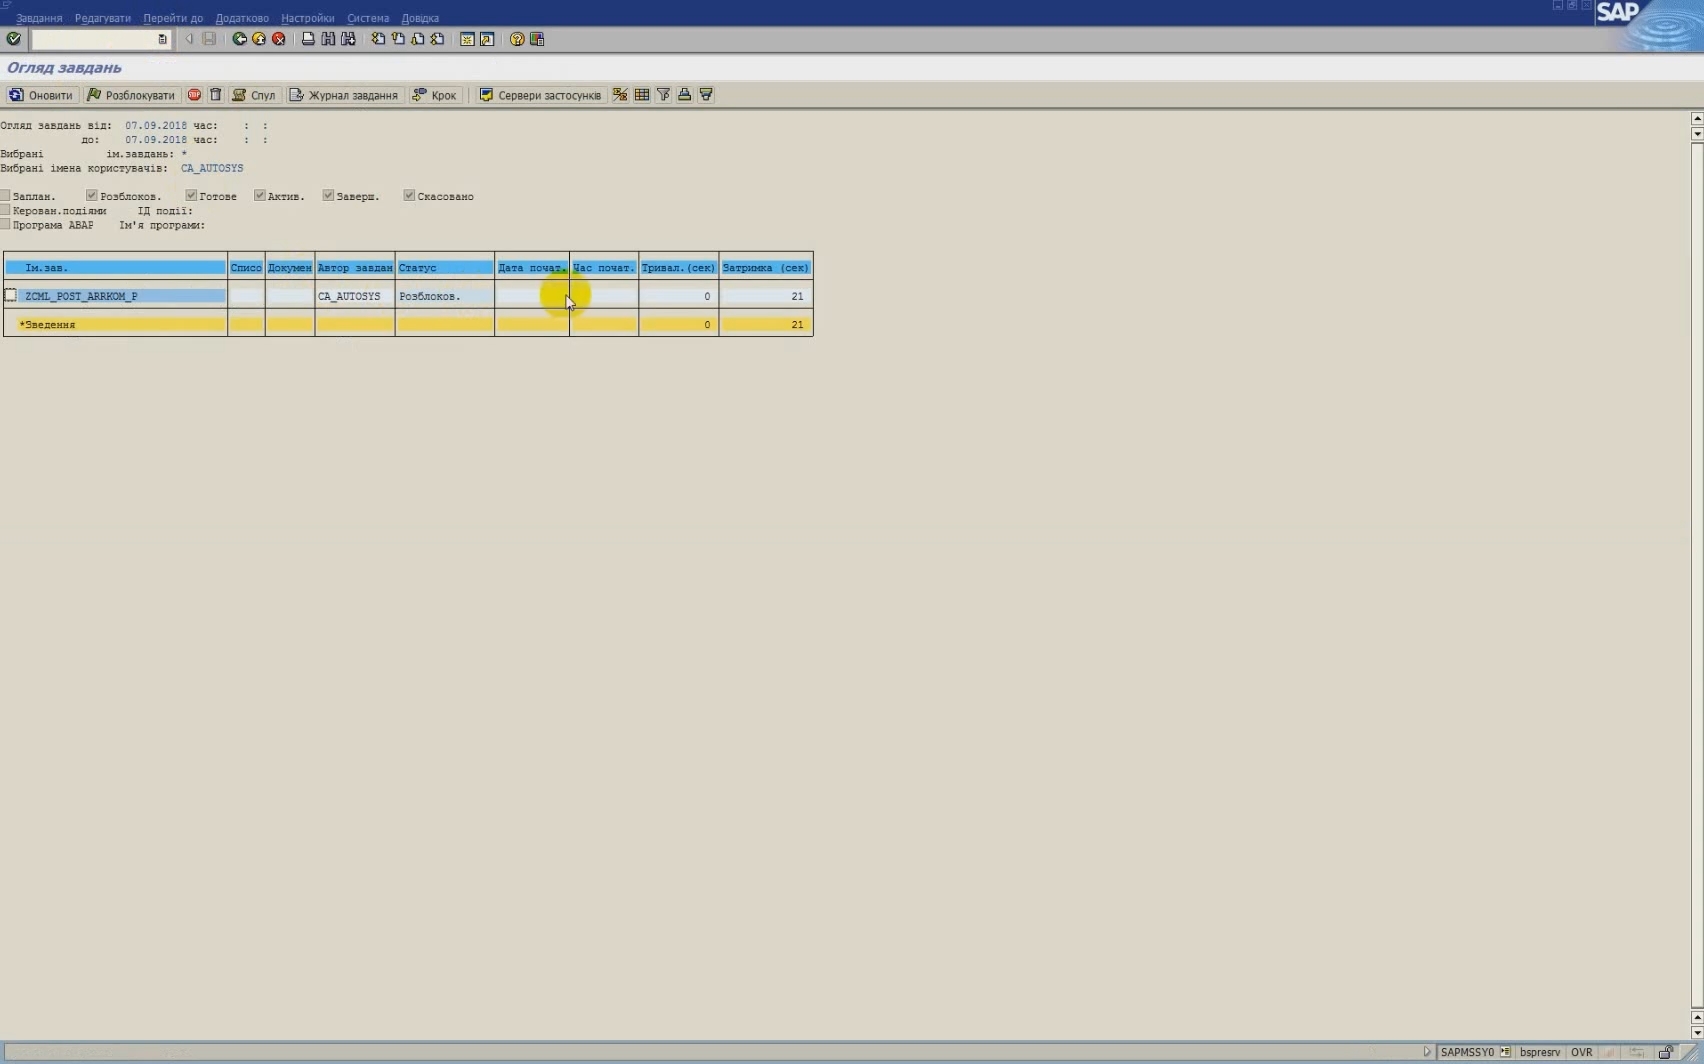 Завдання Редагувати Перейти до Додатково Настройки Система Довідка
SAP
Огляд завдань
Оновити Розблокувати Спул Журнал завдання Крок Сервери застосунків
Огляд завдань від: 07.09.2018 час: : :
до: 07.09.2018 час: : :
Вибрані ім.завдань: *
Вибрані імена користувачів: CA_AUTOSYS
Заплан. Розблоков. Готове Актив. Заверш. Скасовано
Керован.подіями ІД події:
Програма ABAP Ім'я програми:
Ім.зав. Списо Докумен Автор завдан Статус Дата почат. Час почат. Тривал.(сек) Затримка (сек)
ZCML_POST_ARRKOM_P CA_AUTOSYS Розблоков. 0 21
*Зведення 0 21
SAPMSSY0 bspresrv OVR